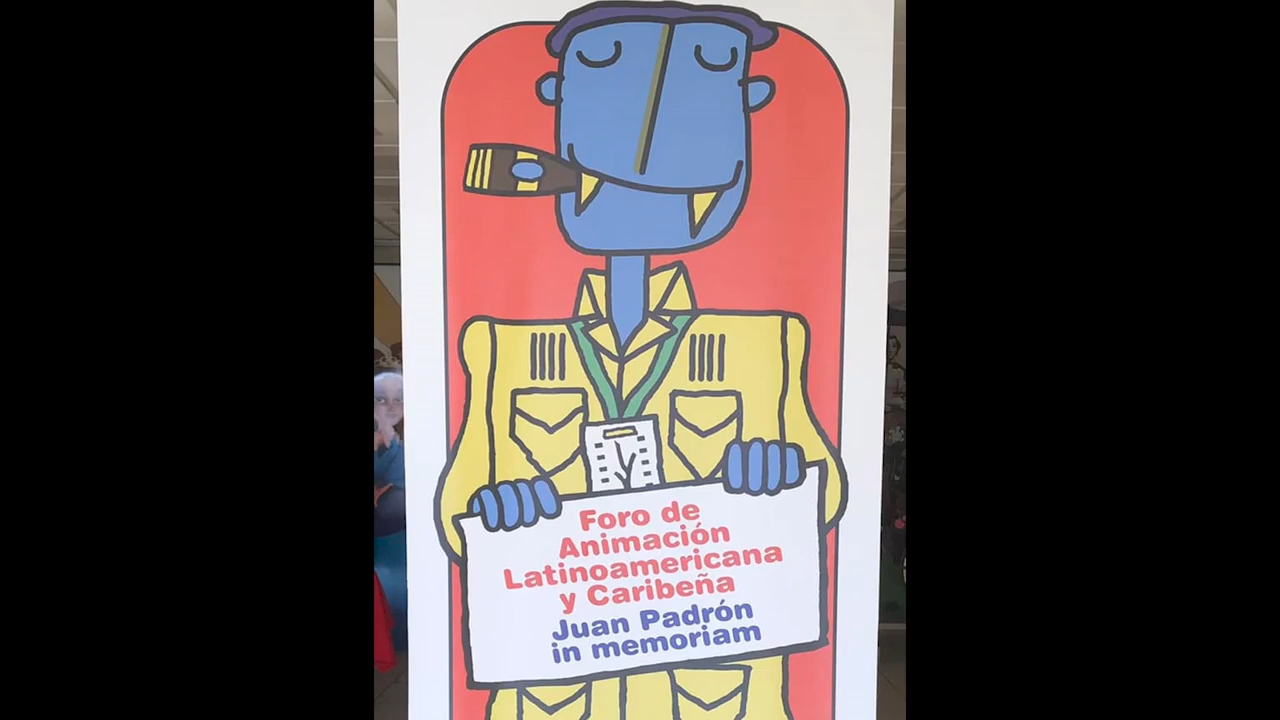 Foro de
Animación
Latinoamericana
y Caribeña
Juan Padrón
in memoriam